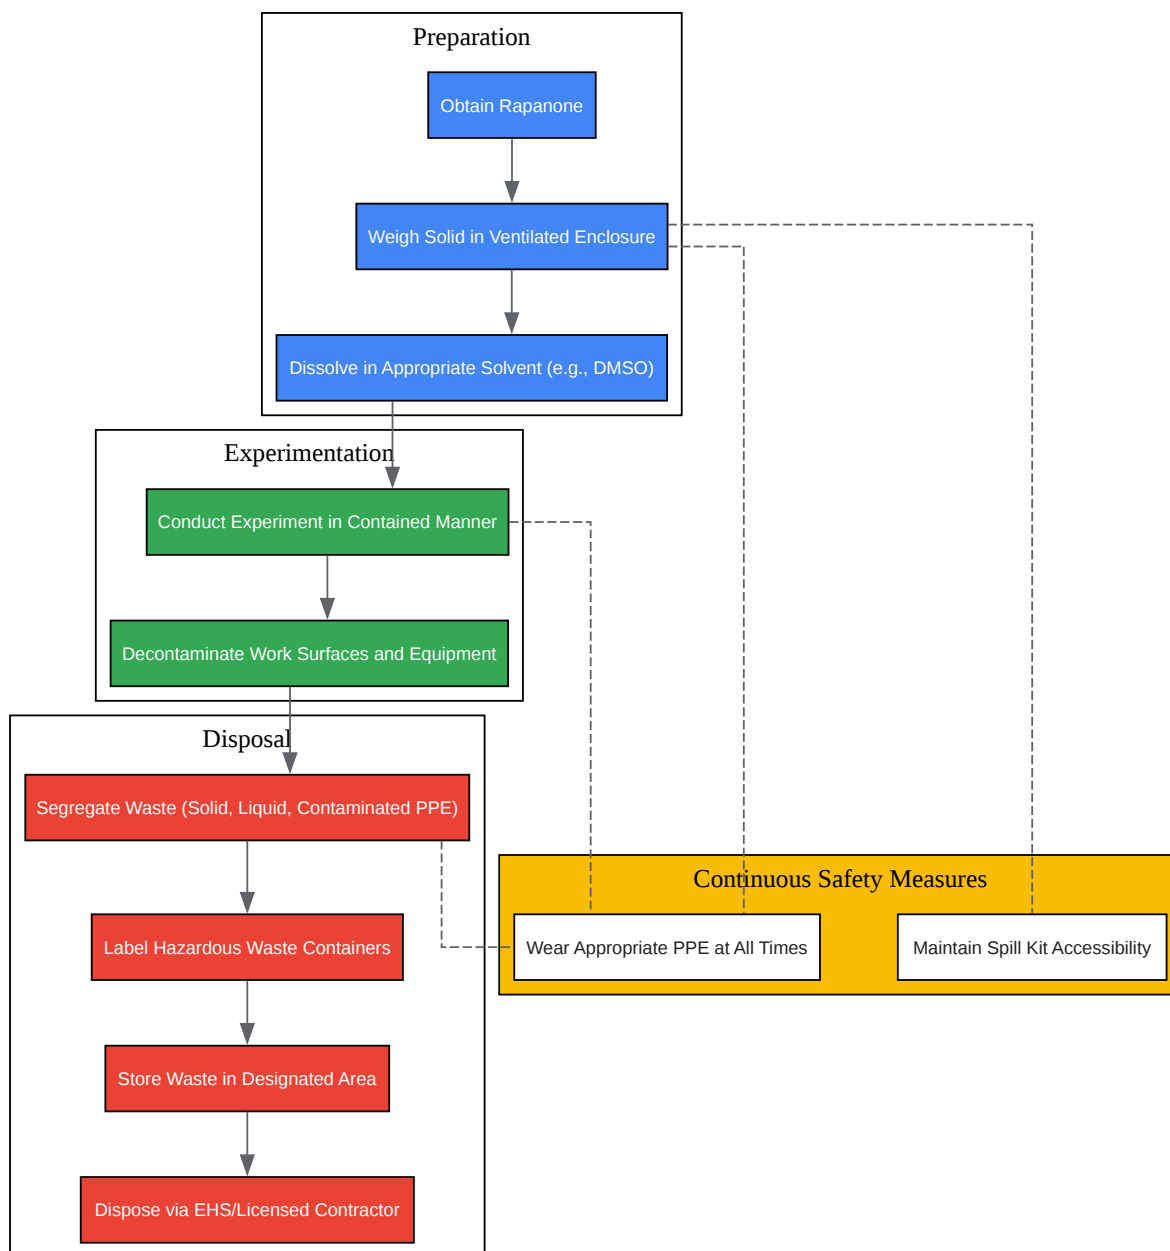 Preparation
Obtain Rapanone
Weigh Solid in Ventilated Enclosure
Dissolve in Appropriate Solvent (e.g., DMSO)
Experimentation
Conduct Experiment in Contained Manner
Decontaminate Work Surfaces and Equipment
Disposal
Segregate Waste (Solid, Liquid, Contaminated PPE)
Label Hazardous Waste Containers
Store Waste in Designated Area
Dispose via EHS/Licensed Contractor
Continuous Safety Measures
Wear Appropriate PPE at All Times
Maintain Spill Kit Accessibility